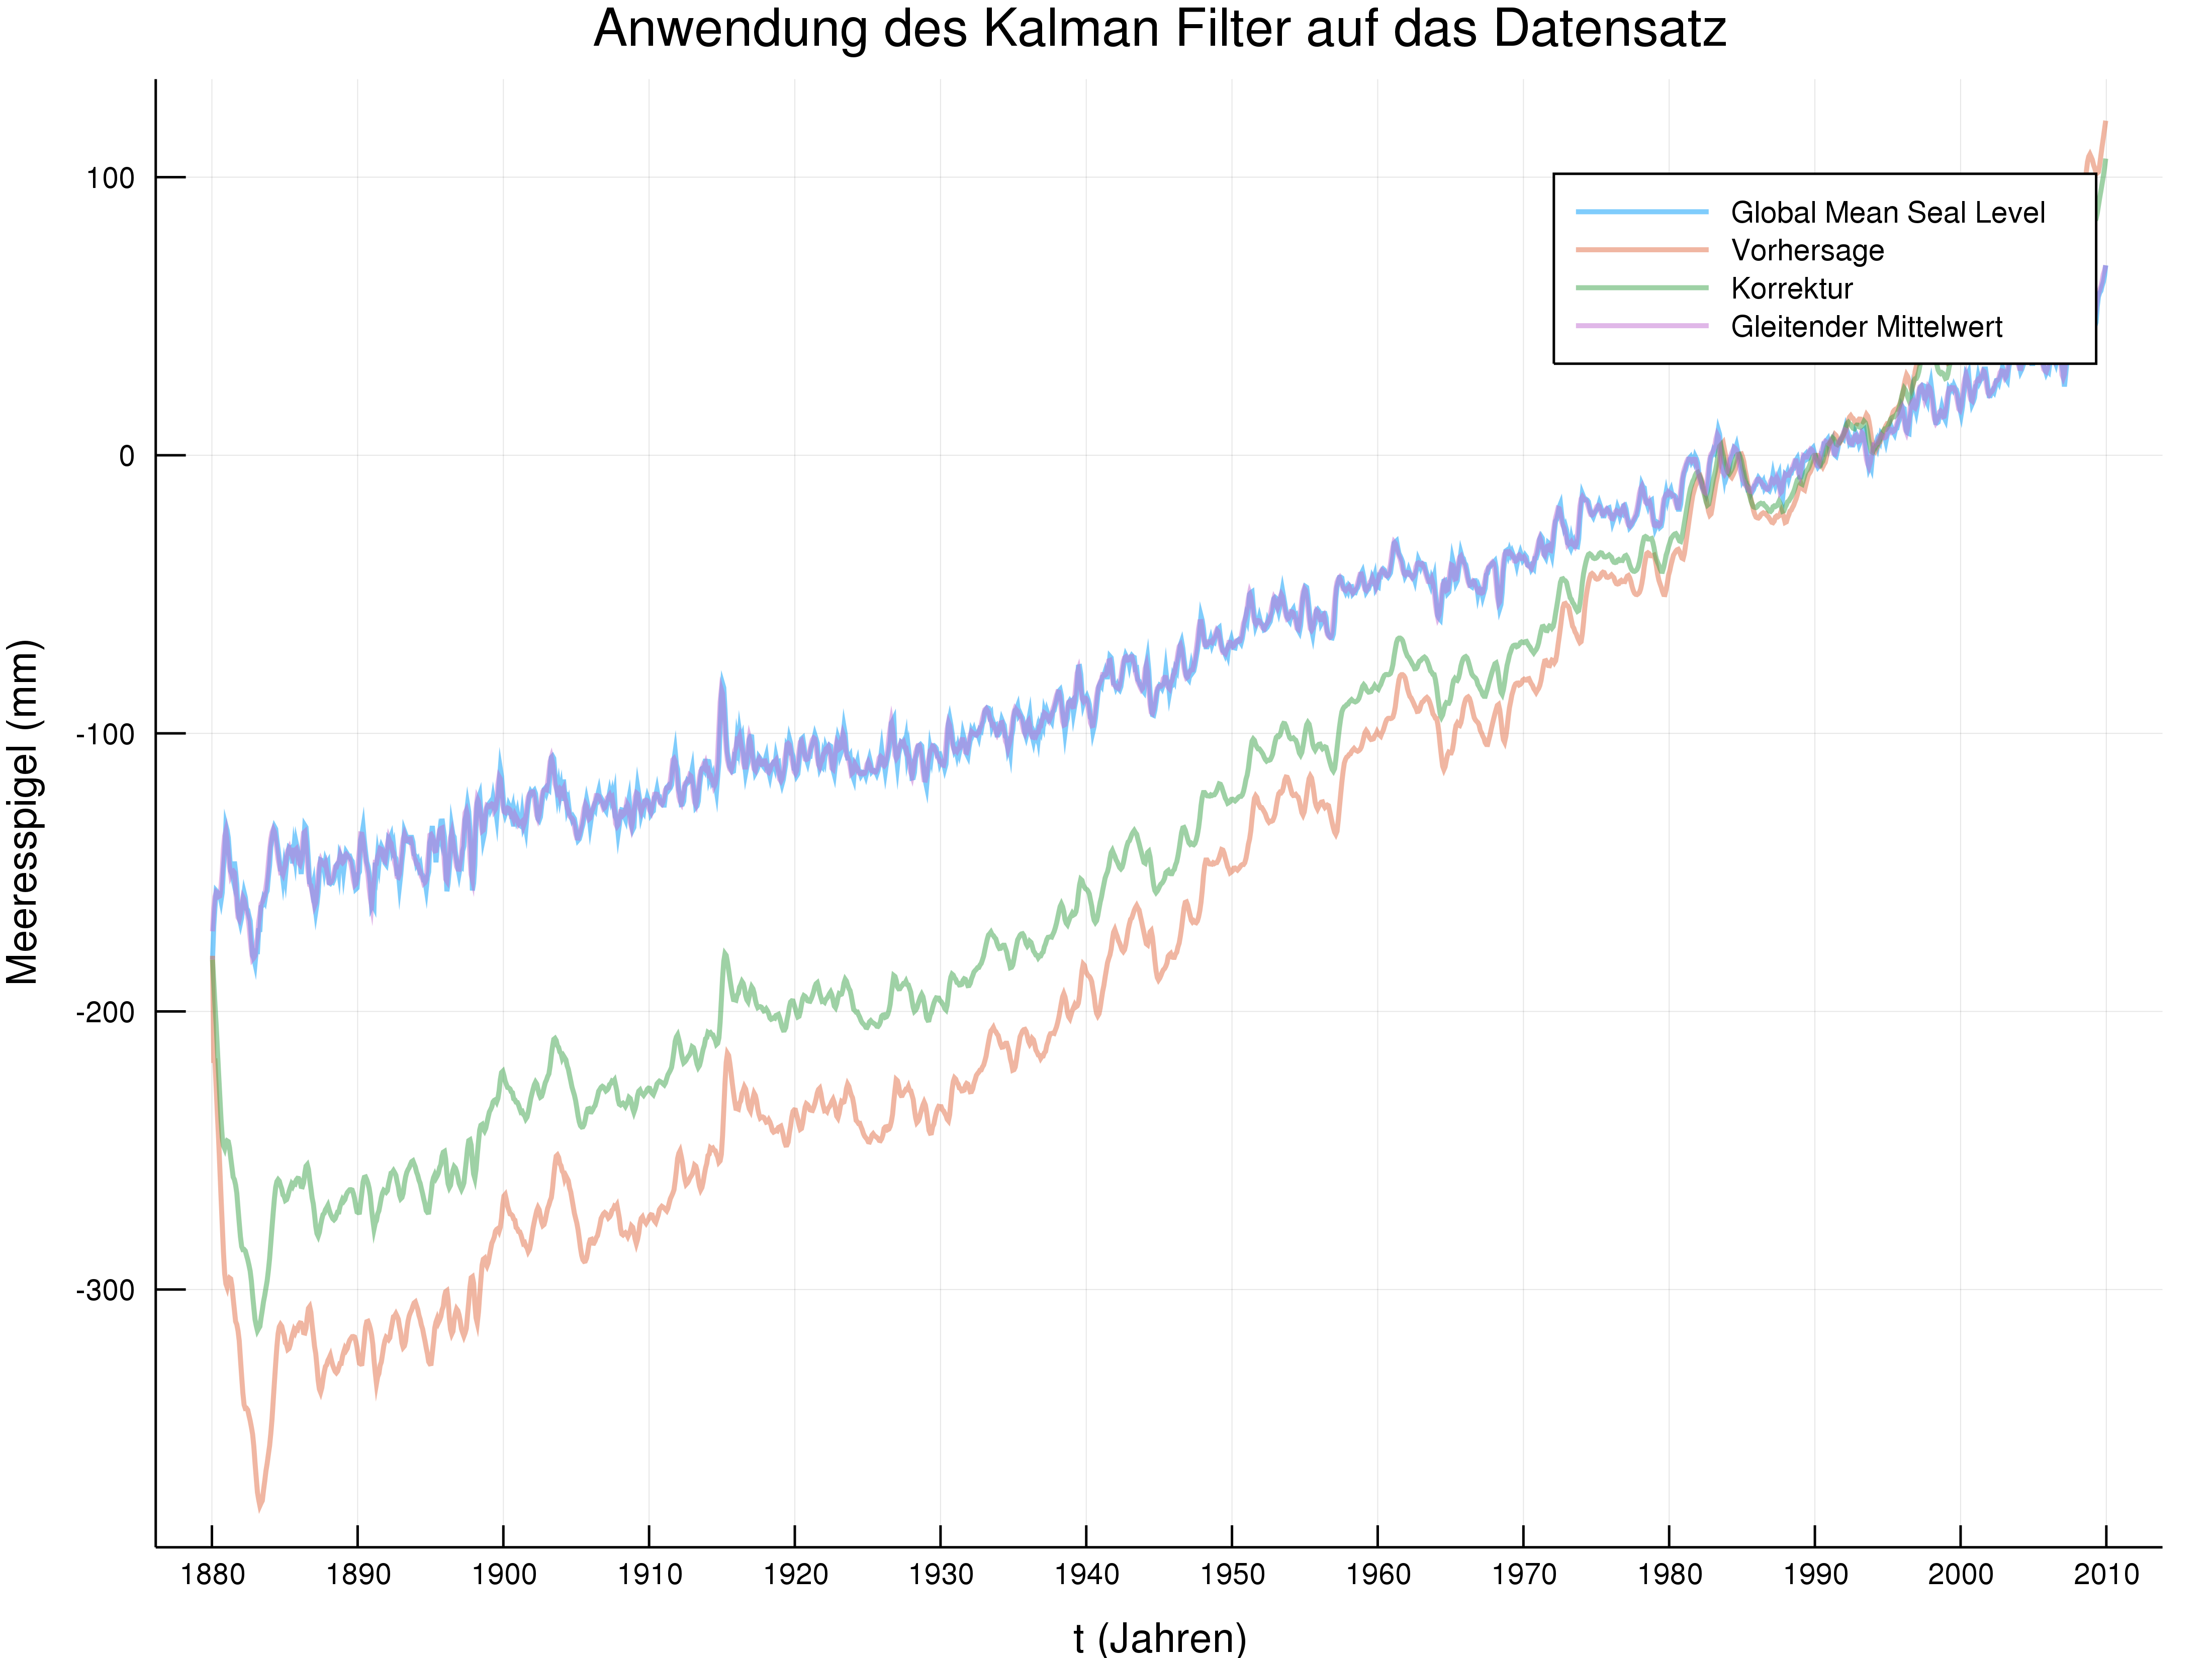 Anwendung des Kalman Filter auf das Datensatz
Meeresspigel (mm)
100
0
-100
-200
-300
Global Mean Seal Level
Vorhersage
Korrektur
Gleitender Mittelwert
1880 1890 1900 1910 1920 1930 1940 1950 1960 1970 1980 1990 2000 2010
t (Jahren)